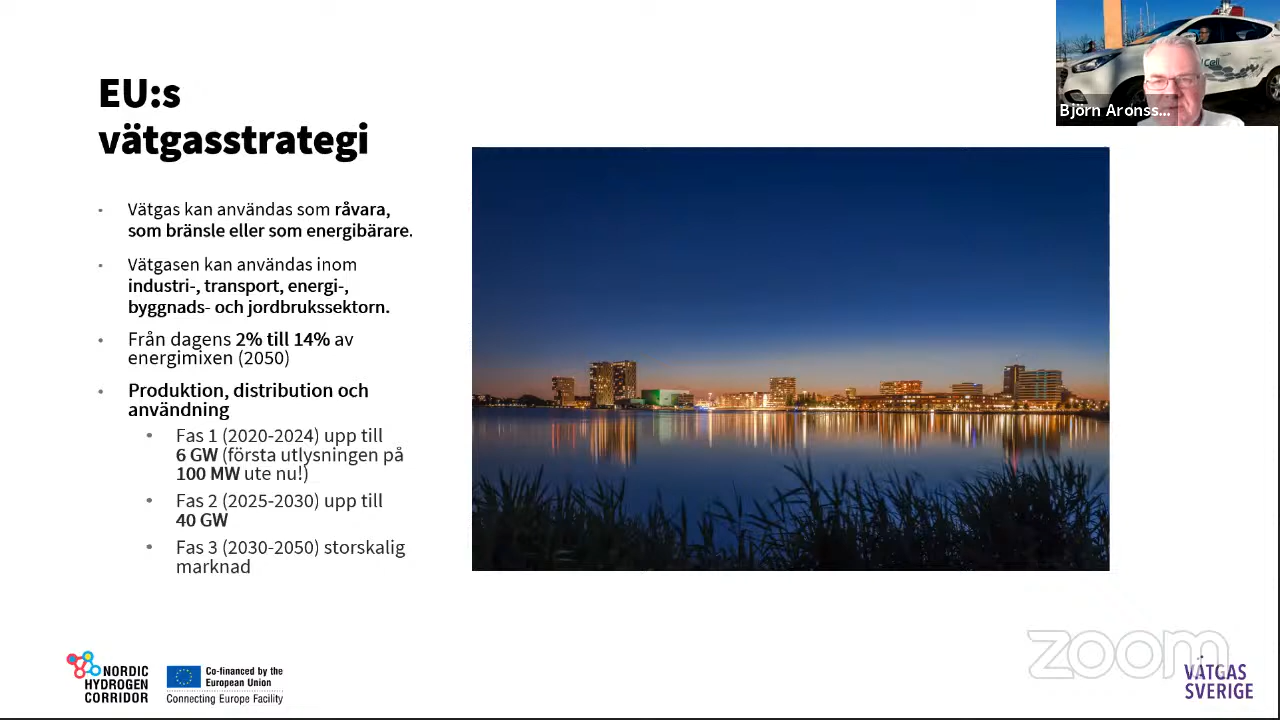 EU:s
vätgasstrategi
Vätgas kan användas som råvara,
som bränsle eller som energibärare.
Vätgasen kan användas inom
industri-, transport, energi-,
byggnads- och jordbrukssektorn.
Från dagens 2% till 14% av
energimixen (2050)
Produktion, distribution och
användning
Fas 1 (2020-2024) upp till
6 GW (första utlysningen på
100 MW ute nu!)
Fas 2 (2025-2030) upp till
40 GW
Fas 3 (2030-2050) storskalig
marknad
Björn Aronss...
NORDIC
HYDROGEN
CORRIDOR
Co-financed by the
European Union
Connecting Europe Facility
zoom
VÄTGAS
SVERIGE